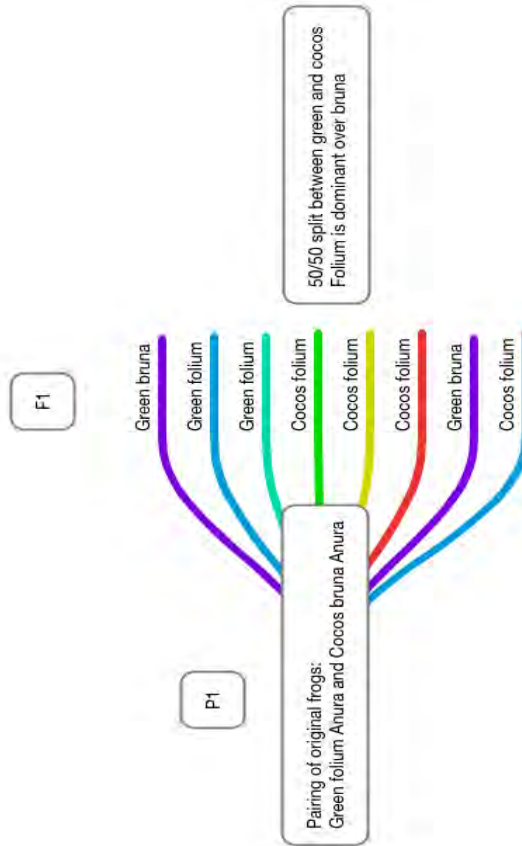 P1
F1
Pairing of original frogs:
Green folium Anura and Cocos bruna Anura
Green bruna
Green folium
Green folium
Cocos folium
Cocos folium
Cocos folium
Green bruna
Cocos folium
50/50 split between green and cocos
Folium is dominant over bruna